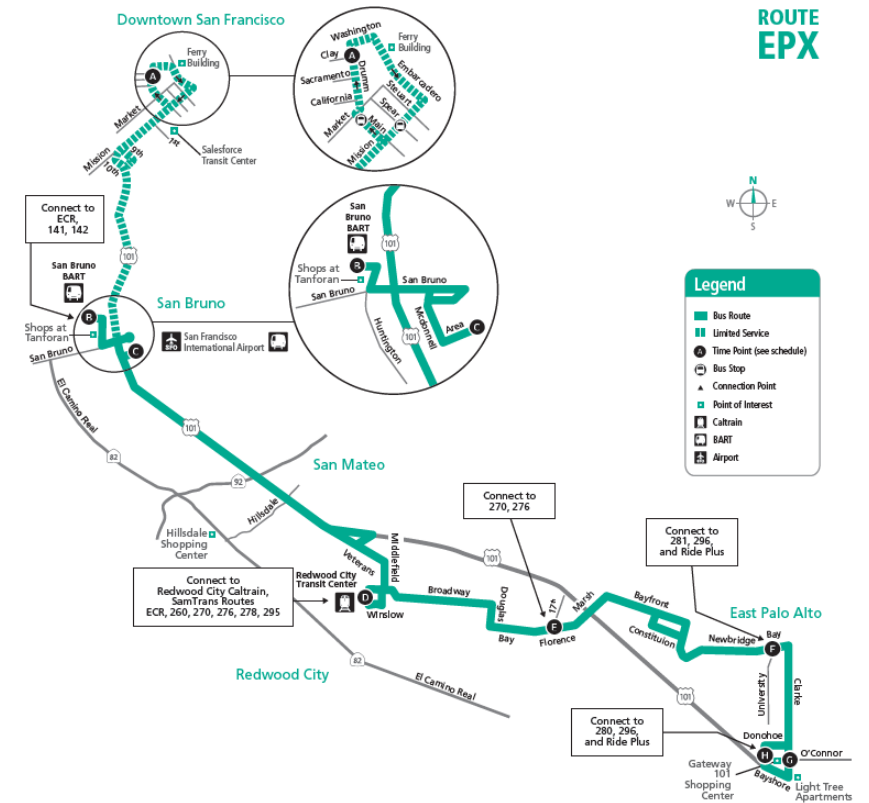 ROUTE
EPX
Downtown San Francisco
Ferry
Building
A
Market
Mission
1st
9th
10th
Salesforce
Transit Center
Washington
Clay
A
Ferry
Building
Drumm
Embarcadero
Sacramento
Steuart
California
Spear
Market
Main
Mission
N
W
E
S
Connect to
ECR,
141, 142
101
San Bruno
BART
B
San Bruno
Shops at
Tanforan
San Bruno
C
SFO
San Francisco
International Airport
San
Bruno
BART
101
B
Shops at
Tanforan
San Bruno
San Bruno
Huntington
101
Mcdonnell
Area
C
Legend
Bus Route
Limited Service
A
Time Point (see schedule)
Bus Stop
Connection Point
Point of Interest
Caltrain
BART
Airport
El Camino Real
82
101
San Mateo
92
Hillsdale
Hillsdale
Shopping
Center
Connect to
Redwood City Caltrain,
SamTrans Routes
ECR, 260, 270, 276, 278, 295
Redwood City
Transit Center
D
Winslow
Veterans
Middlefield
101
Broadway
Douglas
Bay
Connect to
270, 276
17th
E
Florence
Marsh
Bayfront
Constituion
Newbridge
Connect to
281, 296,
and Ride Plus
East Palo Alto
Bay
F
University
Clarke
Redwood City
82
El Camino Real
101
Connect to
280, 296,
and Ride Plus
Donohoe
H
G
O'Connor
Gateway
101
Shopping
Center
Bayshore
Light Tree
Apartments